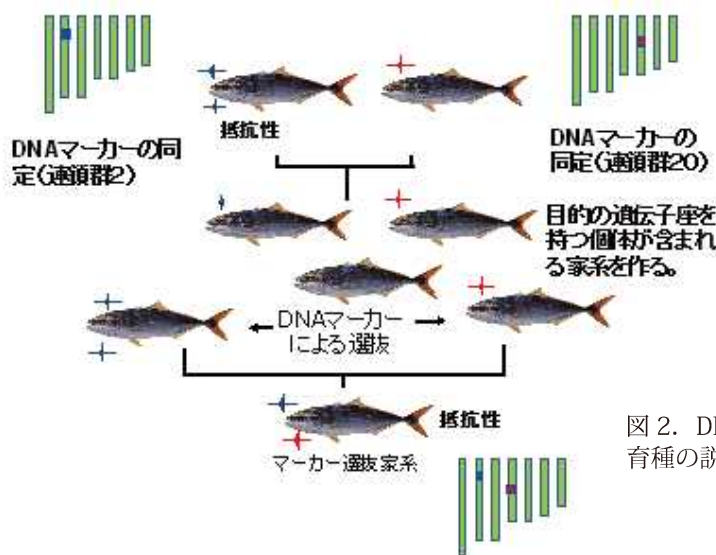 抵抗性
DNAマーカーの同
定(連鎖群2)
DNAマーカーの
同定(連鎖群20)
目的の遺伝子座を
持つ個体が含まれ
る家系を作る。
DNAマーカー
による選抜
抵抗性
マーカー選抜家系
図 2．D
育種の説